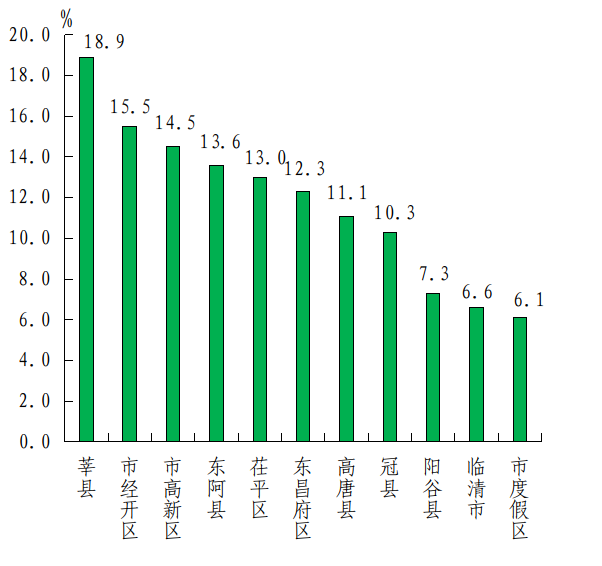 %
20.0
18.0
16.0
14.0
12.0
10.0
8.0
6.0
4.0
2.0
0.0
18.9
15.5
14.5
13.6
13.0
12.3
11.1
10.3
7.3
6.6
6.1
莘县
市经开区
市高新区
东阿县
茌平区
东昌府区
高唐县
冠县
阳谷县
临清市
市度假区